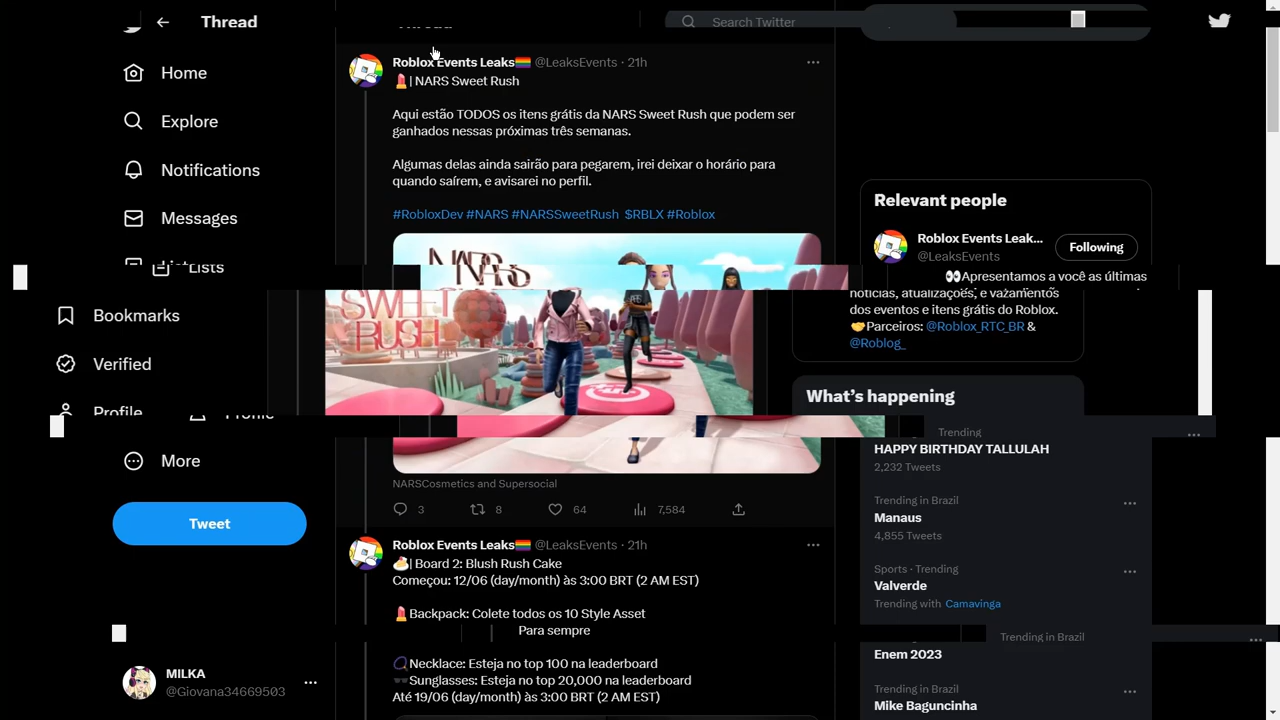 Thread
Search Twitter
Home
Explore
Notifications
Messages
Lists
Bookmarks
Verified
Profile
Profile
More
Tweet
MILKA
@Giovana34669503
Roblox Events Leaks @LeaksEvents · 21h
| NARS Sweet Rush
Aqui estão TODOS os itens grátis da NARS Sweet Rush que podem ser
ganhados nessas próximas três semanas.
Algumas delas ainda sairão para pegarem, irei deixar o horário para
quando saírem, e avisarei no perfil.
#RobloxDev #NARS #NARSSweetRush $RBLX #Roblox
NARS
SWEET
RUSH
NARSCosmetics and Supersocial
3 8 64 7,584
Roblox Events Leaks @LeaksEvents · 21h
| Board 2: Blush Rush Cake
Começou: 12/06 (day/month) às 3:00 BRT (2 AM EST)
Backpack: Colete todos os 10 Style Asset
Para sempre
Necklace: Esteja no top 100 na leaderboard
Sunglasses: Esteja no top 20,000 na leaderboard
Até 19/06 (day/month) às 3:00 BRT (2 AM EST)
Relevant people
Roblox Events Leak...
@LeaksEvents
Following
Apresentamos a você as últimas
notícias, atualizações, e vazamentos
dos eventos e itens grátis do Roblox.
Parceiros: @Roblox_RTC_BR &
@Roblog_
What's happening
Trending
HAPPY BIRTHDAY TALLULAH
2,232 Tweets
Trending in Brazil
Manaus
4,855 Tweets
Sports · Trending
Valverde
Trending with Camavinga
Trending in Brazil
Enem 2023
Trending in Brazil
Mike Baguncinha